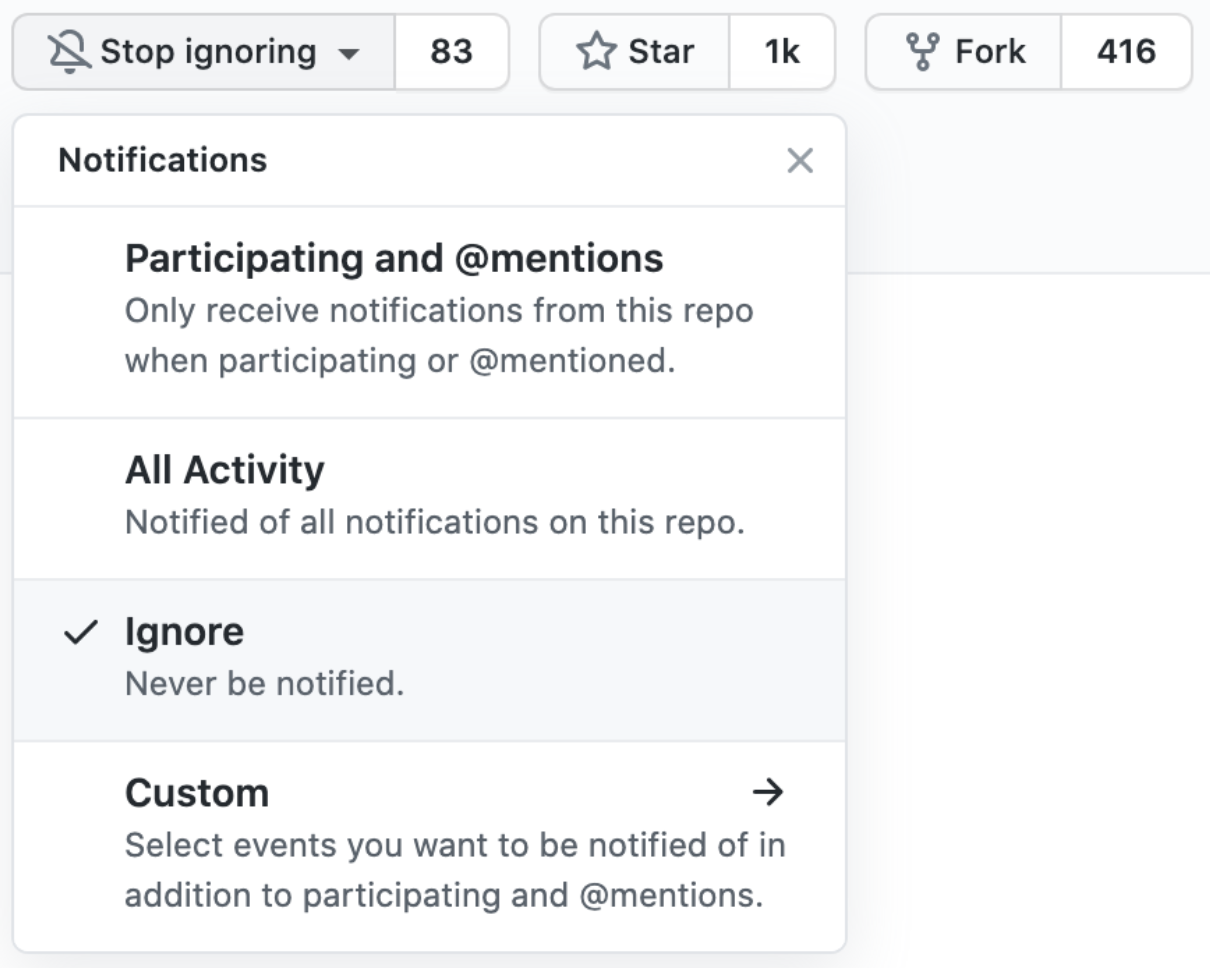 Stop ignoring 83 Star 1k Fork 416
Notifications
Participating and @mentions
Only receive notifications from this repo
when participating or @mentioned.
All Activity
Notified of all notifications on this repo.
Ignore
Never be notified.
Custom
Select events you want to be notified of in
addition to participating and @mentions.